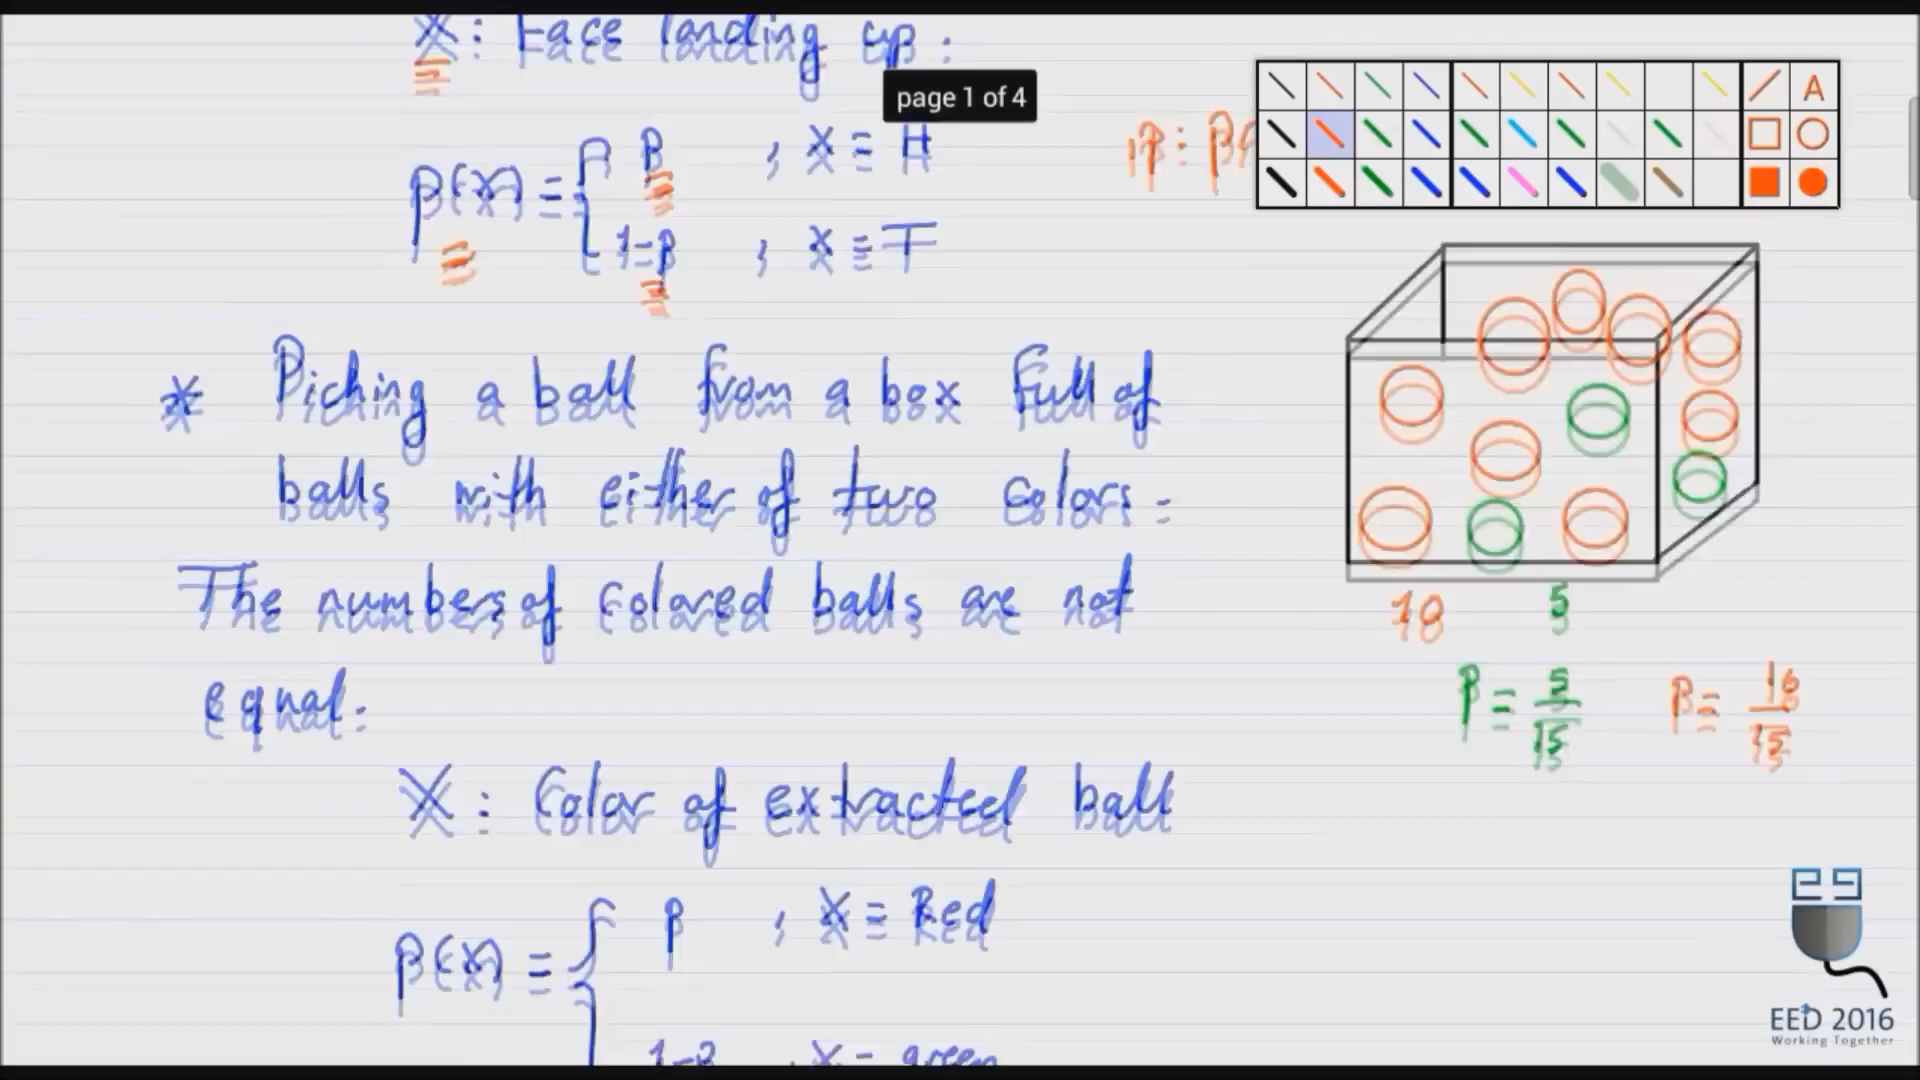 X: Face landing up:
page 1 of 4
P(X) = { P , X = H
1-P , X = T
* Picking a ball from a box full of
balls with either of two colors.
The numbers of colored balls are not
equal.
X: Color of extracted ball
P(X) = { P , X = Red
1-P , X = green
A
10 5
P = 5/15 P = 10/15
EED 2016
Working Together